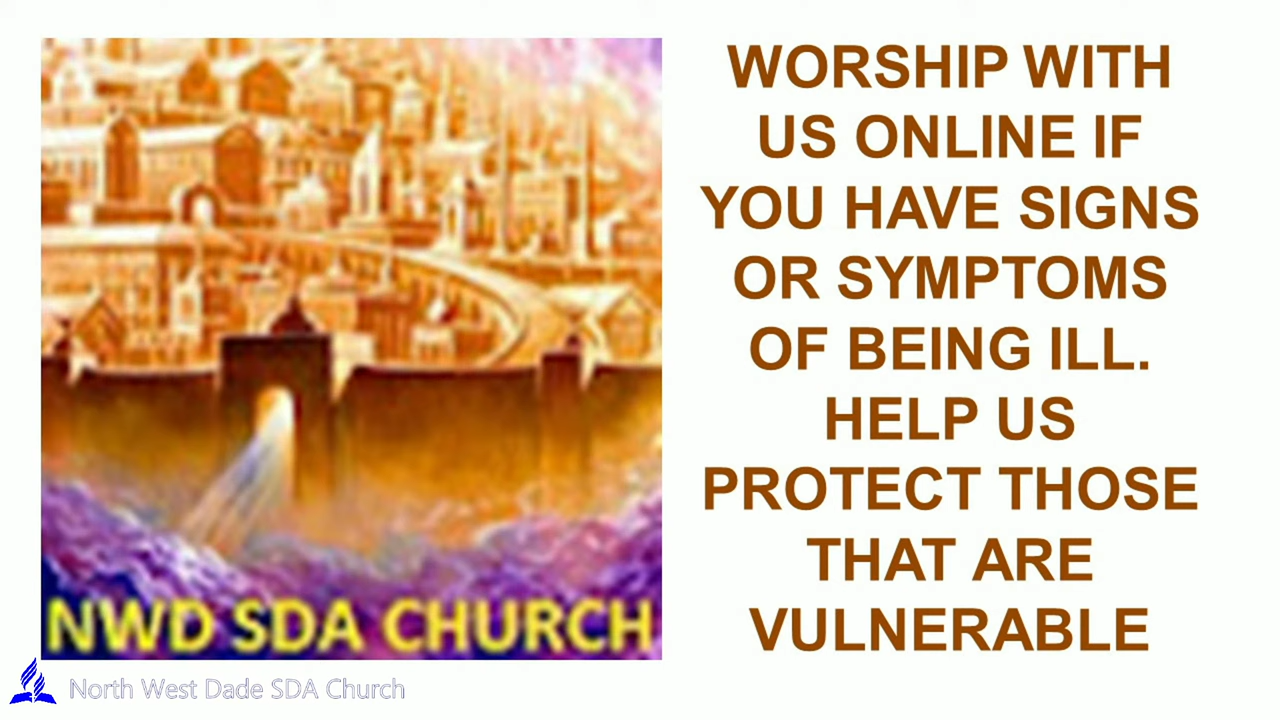 WORSHIP WITH
US ONLINE IF
YOU HAVE SIGNS
OR SYMPTOMS
OF BEING ILL.
HELP US
PROTECT THOSE
THAT ARE
VULNERABLE
NWD SDA CHURCH
North West Dade SDA Church